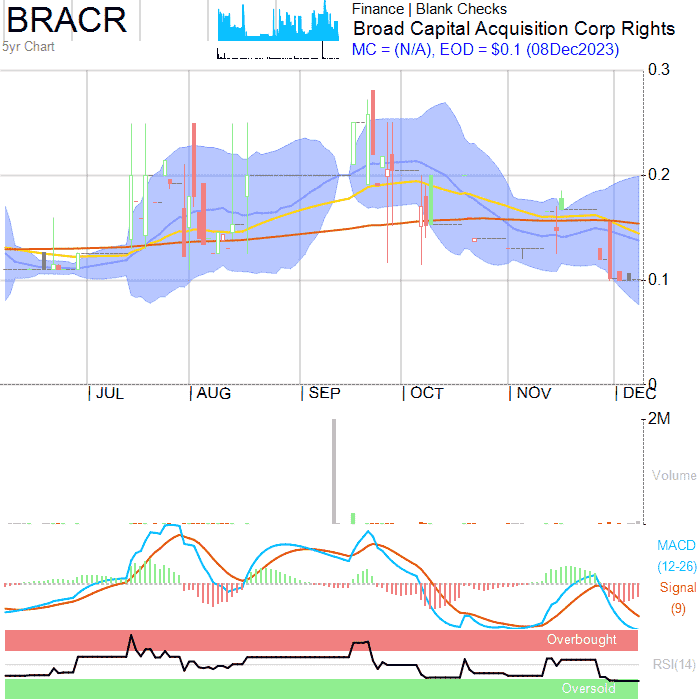 BRACR
5yr Chart
Finance | Blank Checks
Broad Capital Acquisition Corp Rights
MC = (N/A), EOD = $0.1 (08Dec2023)
0.3
0.2
0.1
0
JUL
AUG
SEP
OCT
NOV
DEC
2M
Volume
MACD
(12-26)
Signal
(9)
Overbought
RSI(14)
Oversold